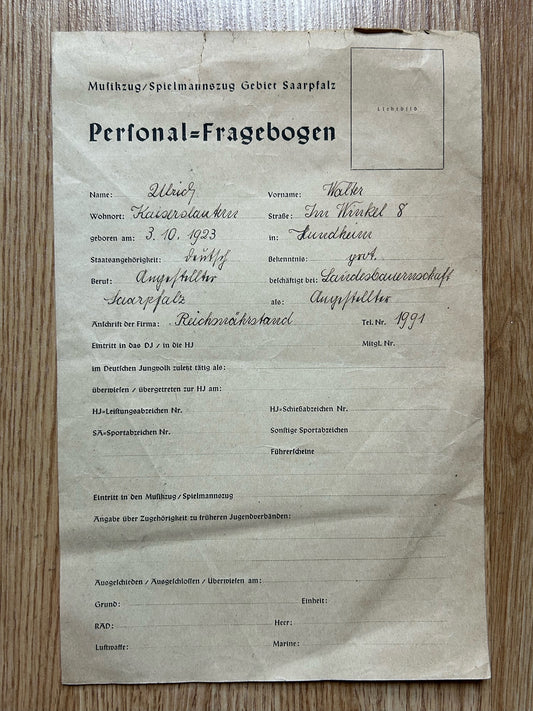 Musikzug/Spielmannszug Gebiet Saarpfalz
Lichtbild
Personal=Fragebogen
Name: Ulrich Vorname: Walter
Wohnort: Kaiserslautern Straße: Im Winkel 8
geboren am: 3.10.1923 in: Hundheim
Staatsangehörigkeit: deutsch Bekenntnis: prot.
Beruf: Angestellter beschäftigt bei: Landesbauernschaft
Saarpfalz als: Angestellter
Anschrift der Firma: Reichsnährstand Tel. Nr. 1991
Eintritt in das DJ / in die HJ Mitgl. Nr.
im Deutschen Jungvolk zuletzt tätig als:
überwiesen / übergetreten zur HJ am:
HJ=Leistungsabzeichen Nr. HJ=Schießabzeichen Nr.
SA=Sportabzeichen Nr. Sonstige Sportabzeichen
Führerscheine
Eintritt in den Musikzug/Spielmannszug
Angabe über Zugehörigkeit zu früheren Jugendverbänden:
Ausgeschieden / Ausgeschlossen / Überwiesen am:
Grund: Einheit:
RAD: Heer:
Luftwaffe: Marine: